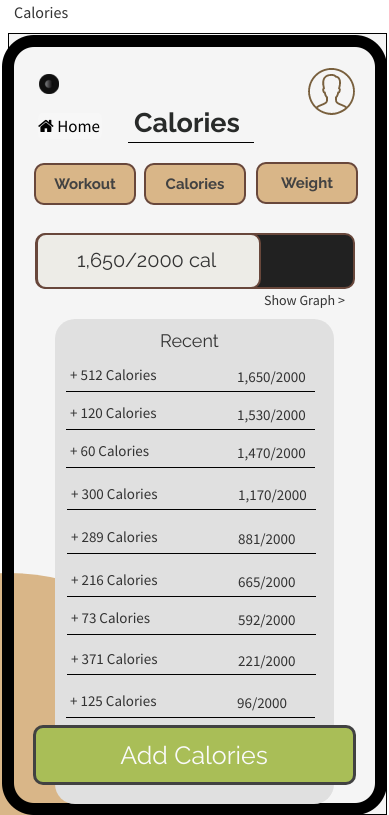 Calories
Home
Calories
Workout Calories Weight
1,650/2000 cal
Show Graph >
Recent
+ 512 Calories 1,650/2000
+ 120 Calories 1,530/2000
+ 60 Calories 1,470/2000
+ 300 Calories 1,170/2000
+ 289 Calories 881/2000
+ 216 Calories 665/2000
+ 73 Calories 592/2000
+ 371 Calories 221/2000
+ 125 Calories 96/2000
Add Calories